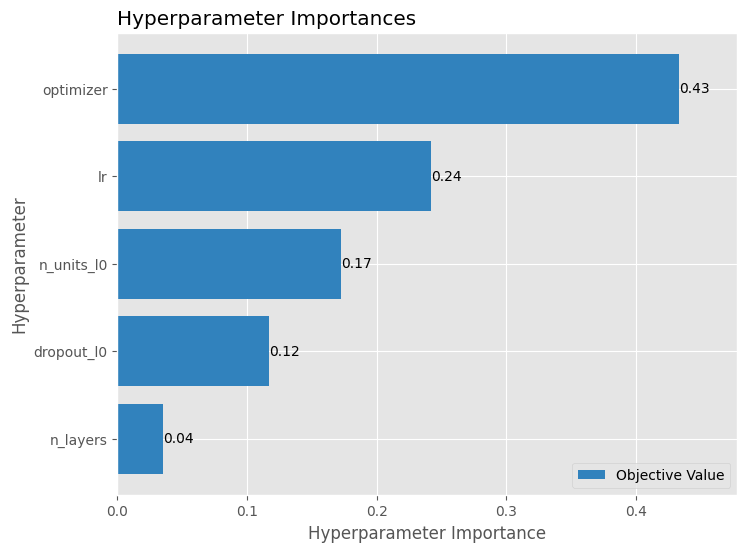 Hyperparameter Importances
Hyperparameter
optimizer
0.43
lr
0.24
n_units_l0
0.17
dropout_l0
0.12
n_layers
0.04
Objective Value
0.0 0.1 0.2 0.3 0.4
Hyperparameter Importance